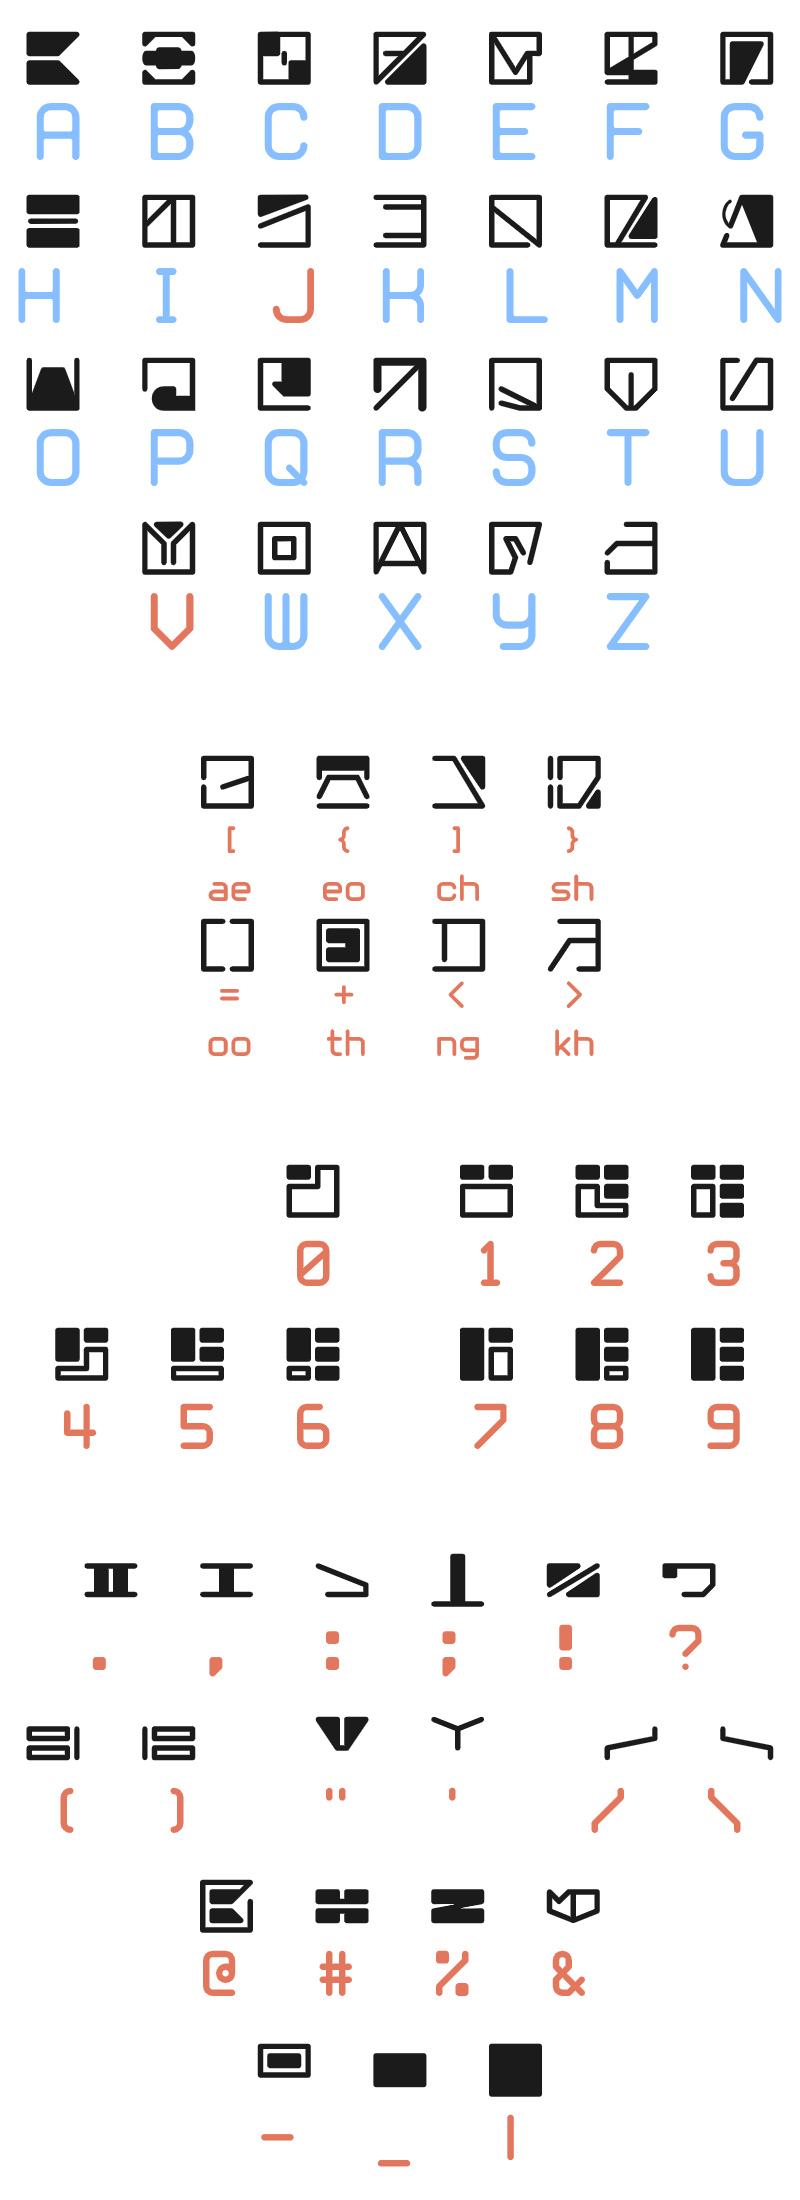 A B C D E F G
H I J K L M N
O P Q R S T U
V W X Y Z
[ { ] }
ae eo ch sh
= + < >
oo th ng kh
0 1 2 3
4 5 6 7 8 9
. , : ; ! ?
( ) " ' / \
@ # % &
- _ |